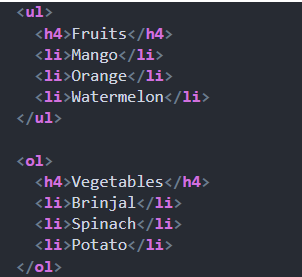 <ul>
<h4>Fruits</h4>
<li>Mango</li>
<li>Orange</li>
<li>Watermelon</li>
</ul>
<ol>
<h4>Vegetables</h4>
<li>Brinjal</li>
<li>Spinach</li>
<li>Potato</li>
</ol>